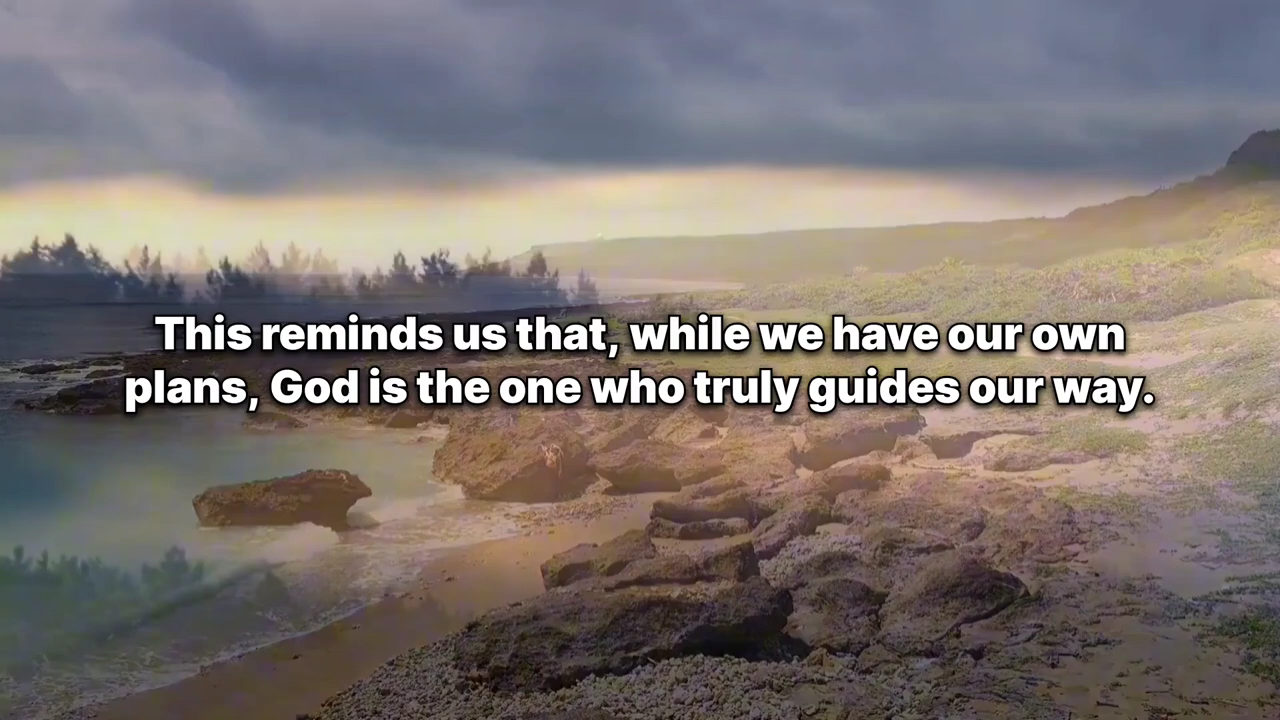 This reminds us that, while we have our own
plans, God is the one who truly guides our way.